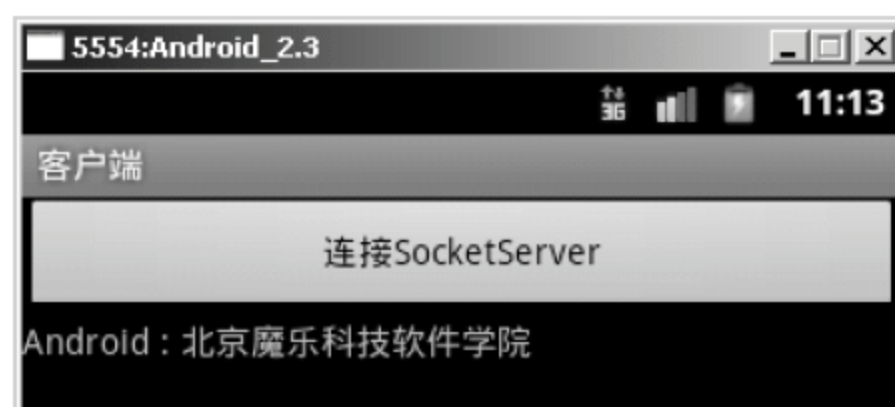 5554:Android_2.3
3G 11:13
客户端
连接SocketServer
Android : 北京魔乐科技软件学院